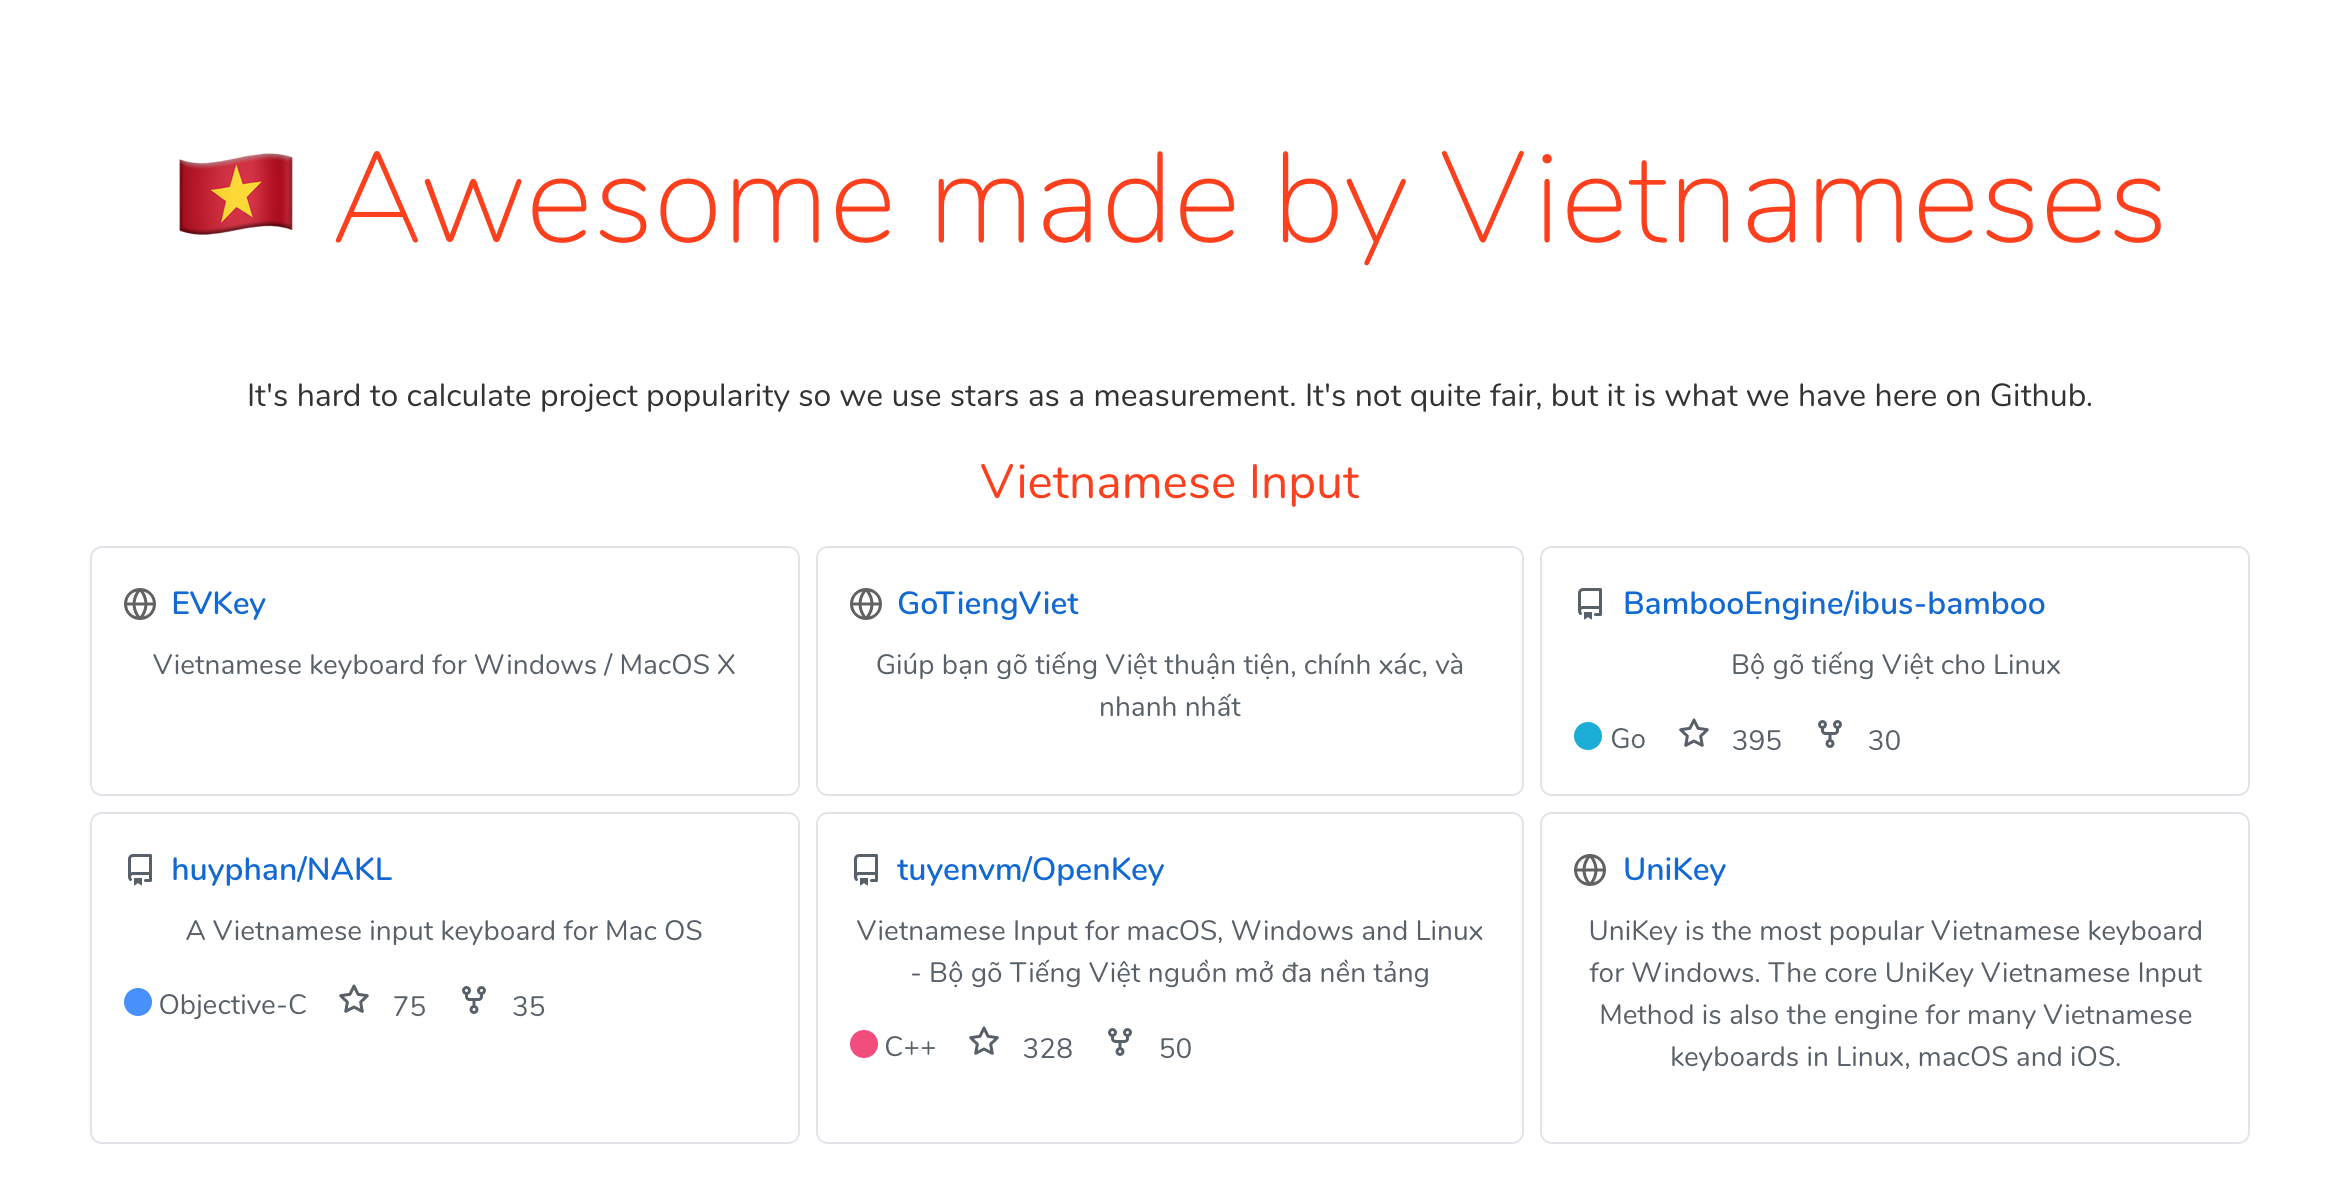 Awesome made by Vietnameses
It's hard to calculate project popularity so we use stars as a measurement. It's not quite fair, but it is what we have here on Github.
Vietnamese Input
EVKey
Vietnamese keyboard for Windows / MacOS X
GoTiengViet
Giúp bạn gõ tiếng Việt thuận tiện, chính xác, và
nhanh nhất
BambooEngine/ibus-bamboo
Bộ gõ tiếng Việt cho Linux
Go 395 30
huyphan/NAKL
A Vietnamese input keyboard for Mac OS
Objective-C 75 35
tuyenvm/OpenKey
Vietnamese Input for macOS, Windows and Linux
- Bộ gõ Tiếng Việt nguồn mở đa nền tảng
C++ 328 50
UniKey
UniKey is the most popular Vietnamese keyboard
for Windows. The core UniKey Vietnamese Input
Method is also the engine for many Vietnamese
keyboards in Linux, macOS and iOS.